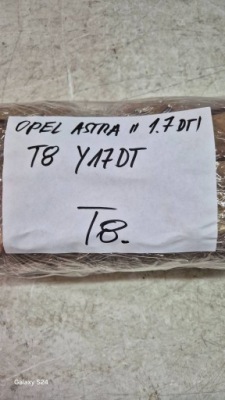 OPEL ASTRA II 1.7 DTI
T8 Y17DT
T8.
Galaxy S24